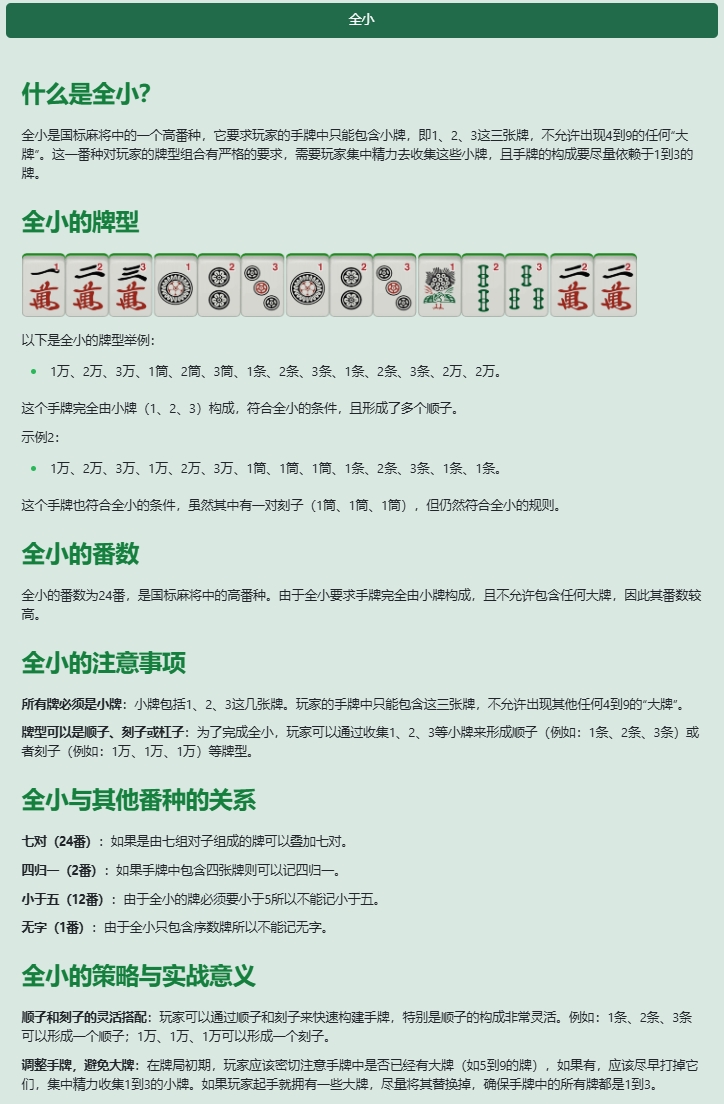 全小
什么是全小?
全小是国标麻将中的一个高番种，它要求玩家的手牌中只能包含小牌，即1、2、3这三张牌，不允许出现4到9的任何“大
牌”。这一番种对玩家的牌型组合有严格的要求，需要玩家集中精力去收集这些小牌，且手牌的构成要尽量依赖于1到3的
牌。
全小的牌型
一萬1 二萬2 三萬3 1 2 3 1 2 3 1 2 3 二萬2 二萬2
以下是全小的牌型举例：
1万、2万、3万、1筒、2筒、3筒、1条、2条、3条、1条、2条、3条、2万、2万。
这个手牌完全由小牌（1、2、3）构成，符合全小的条件，且形成了多个顺子。
示例2：
1万、2万、3万、1万、2万、3万、1筒、1筒、1筒、1条、2条、3条、1条、1条。
这个手牌也符合全小的条件，虽然其中有一对刻子（1筒、1筒、1筒），但仍然符合全小的规则。
全小的番数
全小的番数为24番，是国标麻将中的高番种。由于全小要求手牌完全由小牌构成，且不允许包含任何大牌，因此其番数较
高。
全小的注意事项
所有牌必须是小牌：小牌包括1、2、3这几张牌。玩家的手牌中只能包含这三张牌，不允许出现其他任何4到9的“大牌”。
牌型可以是顺子、刻子或杠子：为了完成全小，玩家可以通过收集1、2、3等小牌来形成顺子（例如：1条、2条、3条）或
者刻子（例如：1万、1万、1万）等牌型。
全小与其他番种的关系
七对（24番）：如果是由七组对子组成的牌可以叠加七对。
四归一（2番）：如果手牌中包含四张牌则可以记四归一。
小于五（12番）：由于全小的牌必须要小于5所以不能记小于五。
无字（1番）：由于全小只包含序数牌所以不能记无字。
全小的策略与实战意义
顺子和刻子的灵活搭配：玩家可以通过顺子和刻子来快速构建手牌，特别是顺子的构成非常灵活。例如：1条、2条、3条
可以形成一个顺子；1万、1万、1万可以形成一个刻子。
调整手牌，避免大牌：在牌局初期，玩家应该密切注意手牌中是否已经有大牌（如5到9的牌），如果有，应该尽早打掉它
们，集中精力收集1到3的小牌。如果玩家起手就拥有一些大牌，尽量将其替换掉，确保手牌中的所有牌都是1到3。